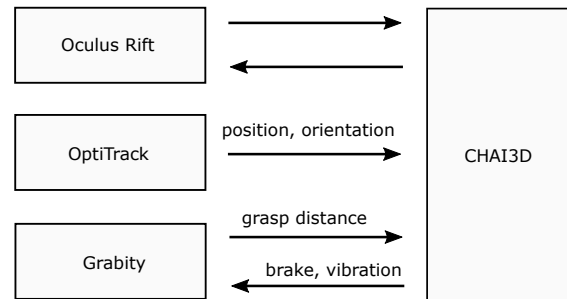 Oculus Rift
position, orientation
OptiTrack
CHAI3D
grasp distance
Grabity
brake, vibration